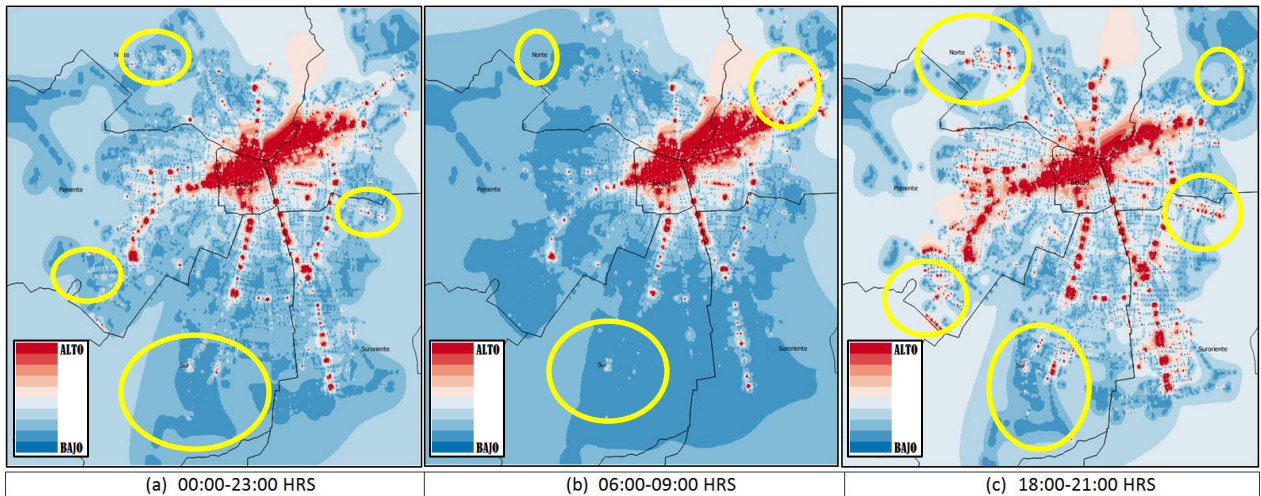 Norte
Poniente
Sur
Suroriente
ALTO
BAJO
Norte
Poniente
Sur
Suroriente
ALTO
BAJO
Norte
Poniente
Sur
Suroriente
ALTO
BAJO
(a) 00:00-23:00 HRS
(b) 06:00-09:00 HRS
(c) 18:00-21:00 HRS